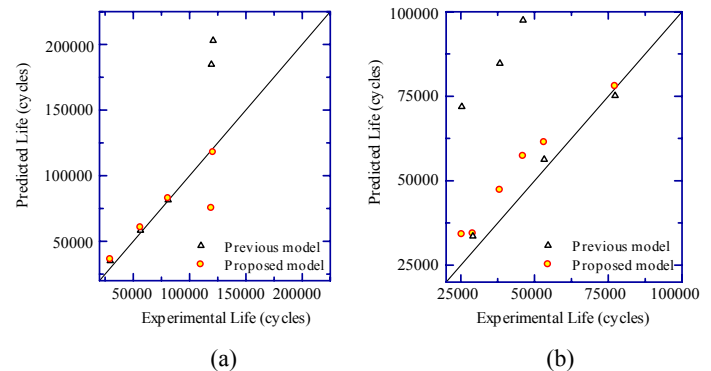 200000
150000
100000
50000
Predicted Life (cycles)
Previous model
Proposed model
50000 100000 150000 200000
Experimental Life (cycles)
(a)
100000
75000
50000
25000
Predicted Life (cycles)
Previous model
Proposed model
25000 50000 75000 100000
Experimental Life (cycles)
(b)